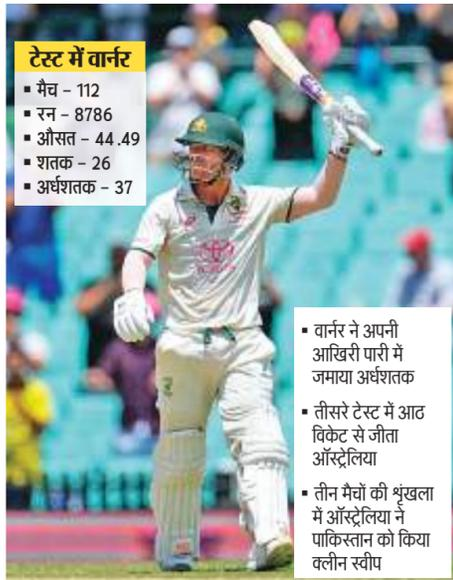 टेस्ट में वार्नर
▪ मैच – 112
▪ रन – 8786
▪ औसत – 44.49
▪ शतक – 26
▪ अर्धशतक – 37
▪ वार्नर ने अपनी
आखिरी पारी में
जमाया अर्धशतक
▪ तीसरे टेस्ट में आठ
विकेट से जीता
ऑस्ट्रेलिया
▪ तीन मैचों की शृंखला
में ऑस्ट्रेलिया ने
पाकिस्तान को किया
क्लीन स्वीप